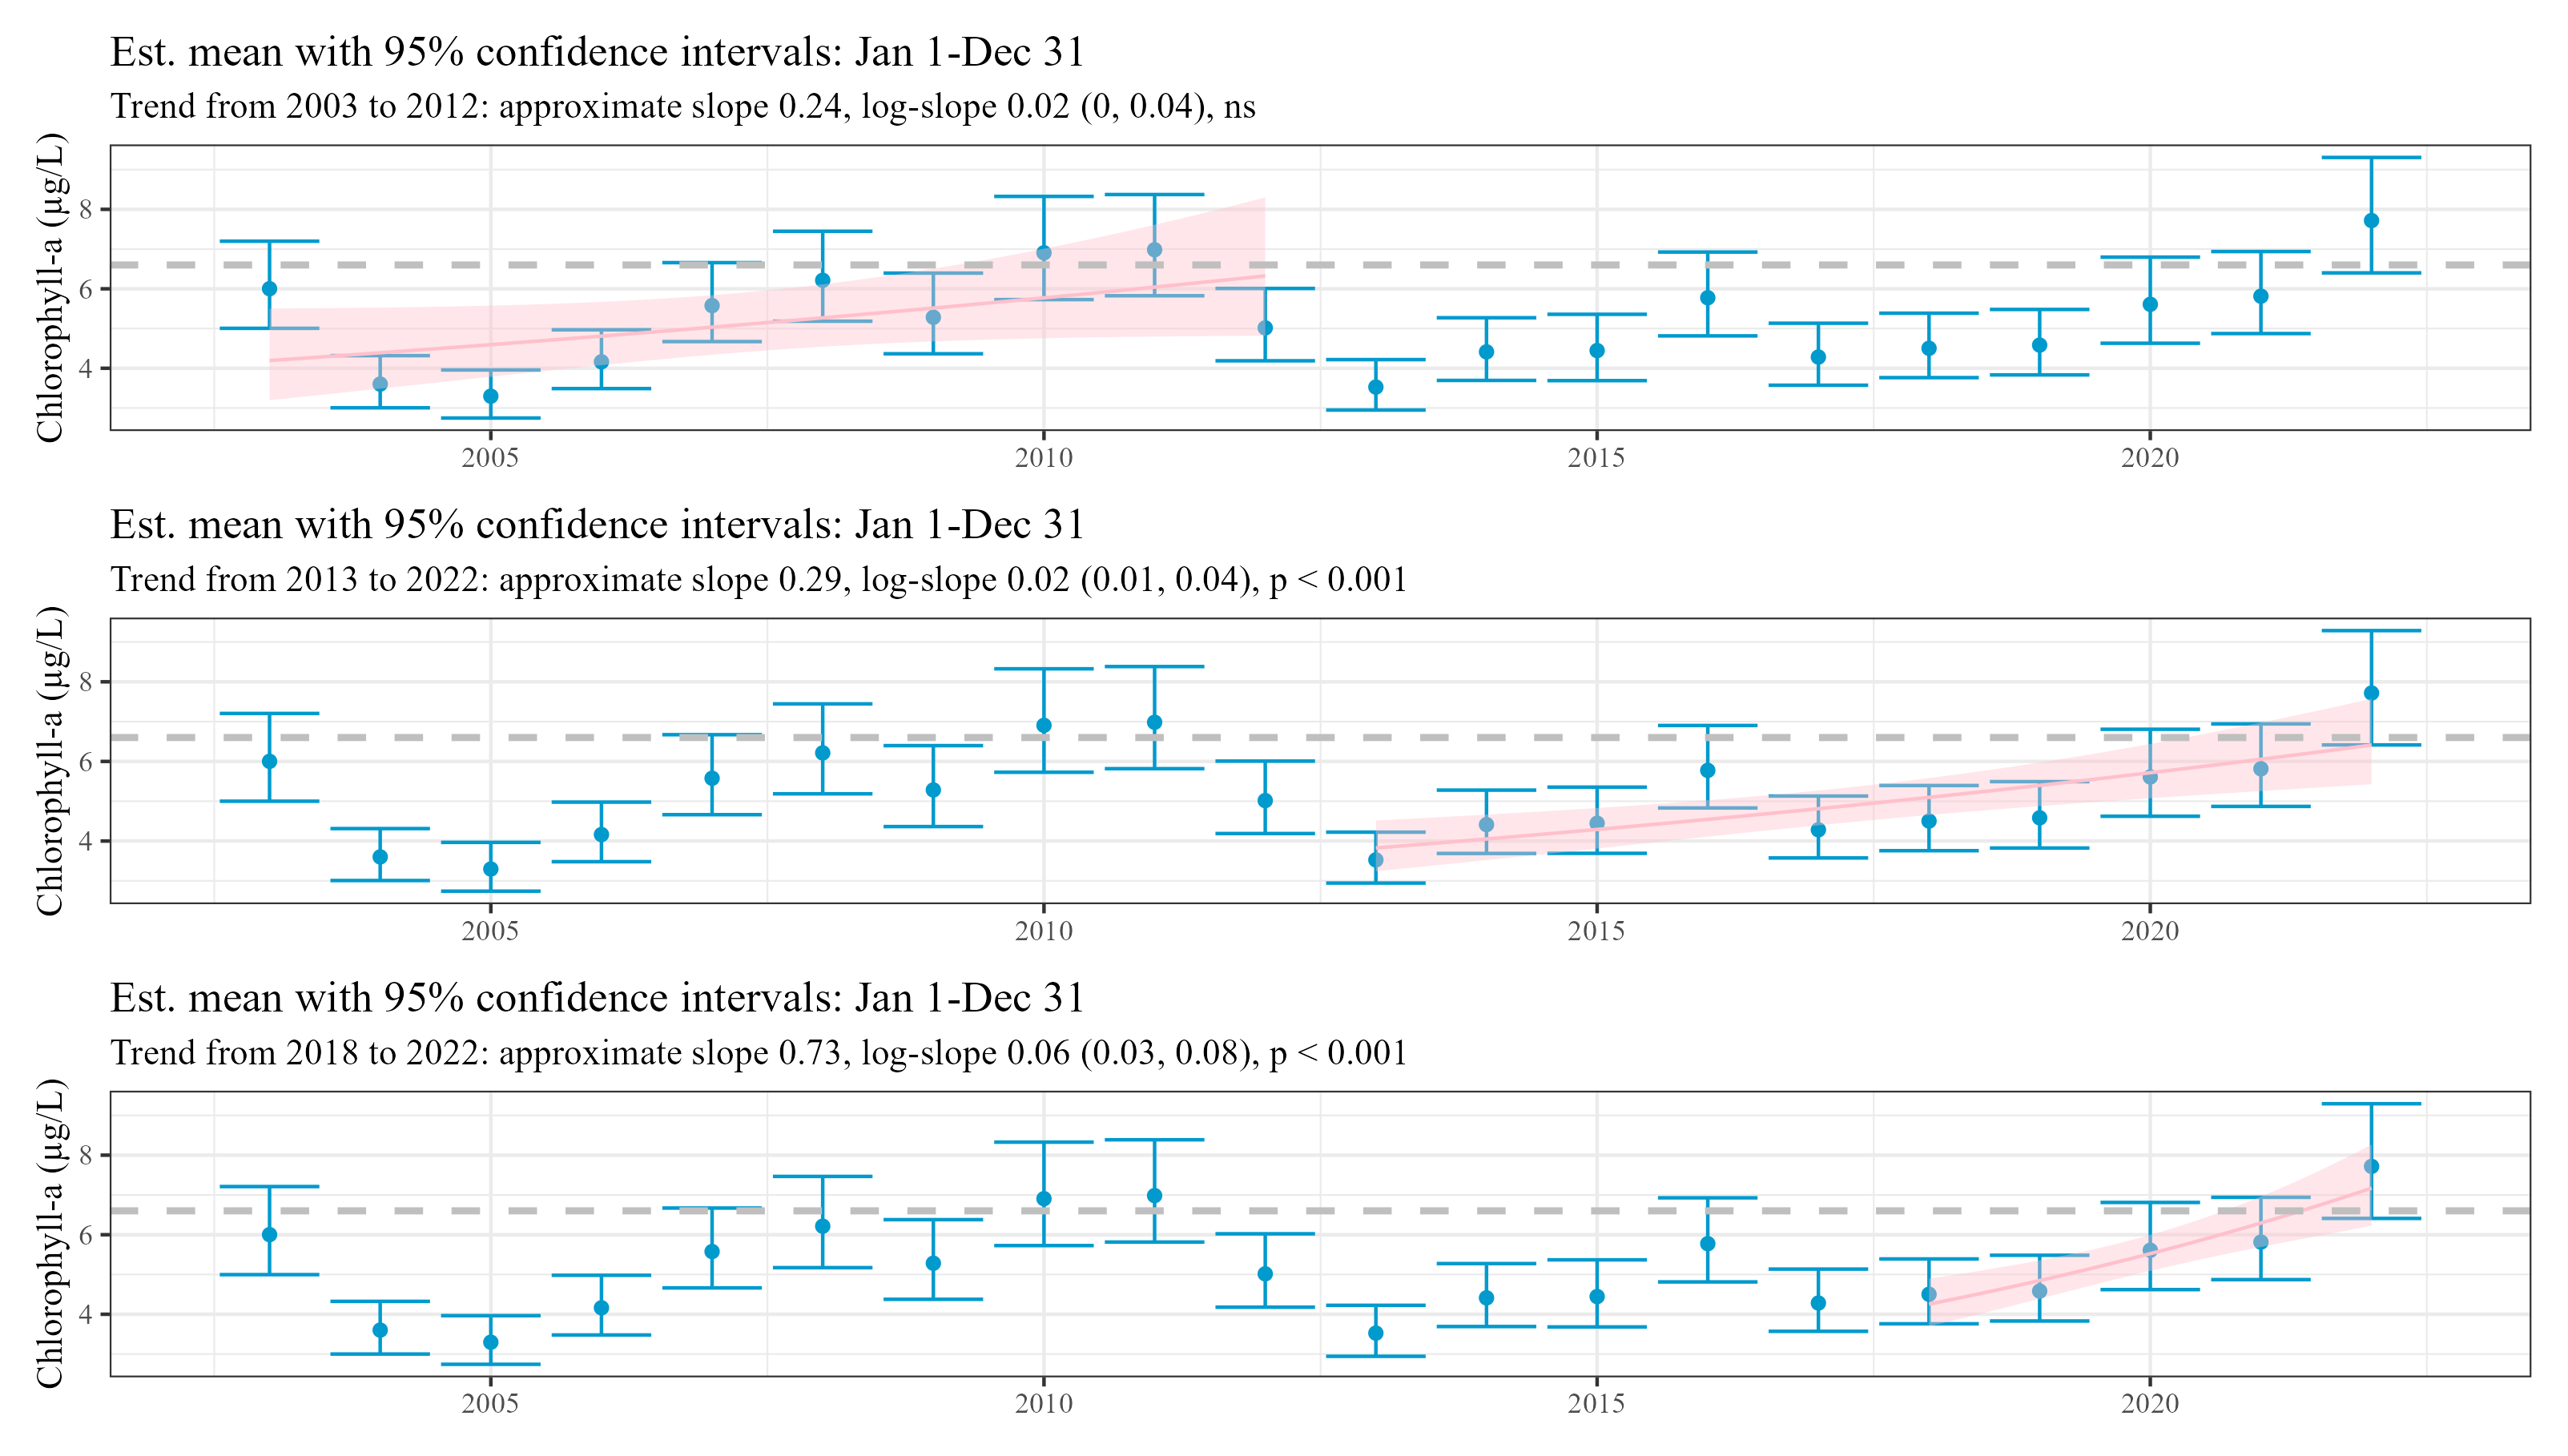 Est. mean with 95% confidence intervals: Jan 1-Dec 31
Trend from 2003 to 2012: approximate slope 0.24, log-slope 0.02 (0, 0.04), ns
Chlorophyll-a (µg/L)
8
6
4
2005
2010
2015
2020
Est. mean with 95% confidence intervals: Jan 1-Dec 31
Trend from 2013 to 2022: approximate slope 0.29, log-slope 0.02 (0.01, 0.04), p < 0.001
Chlorophyll-a (µg/L)
8
6
4
2005
2010
2015
2020
Est. mean with 95% confidence intervals: Jan 1-Dec 31
Trend from 2018 to 2022: approximate slope 0.73, log-slope 0.06 (0.03, 0.08), p < 0.001
Chlorophyll-a (µg/L)
8
6
4
2005
2010
2015
2020